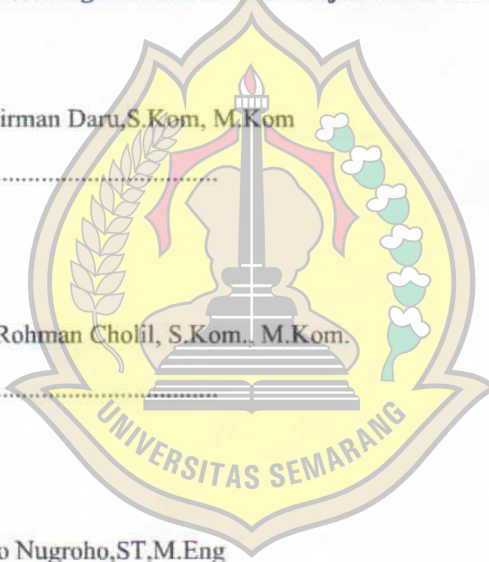 irman Daru,S.Kom, M.Kom
.......................................
Rohman Cholil, S.Kom., M.Kom.
.......................................
UNIVERSITAS SEMARANG
o Nugroho,ST,M.Eng